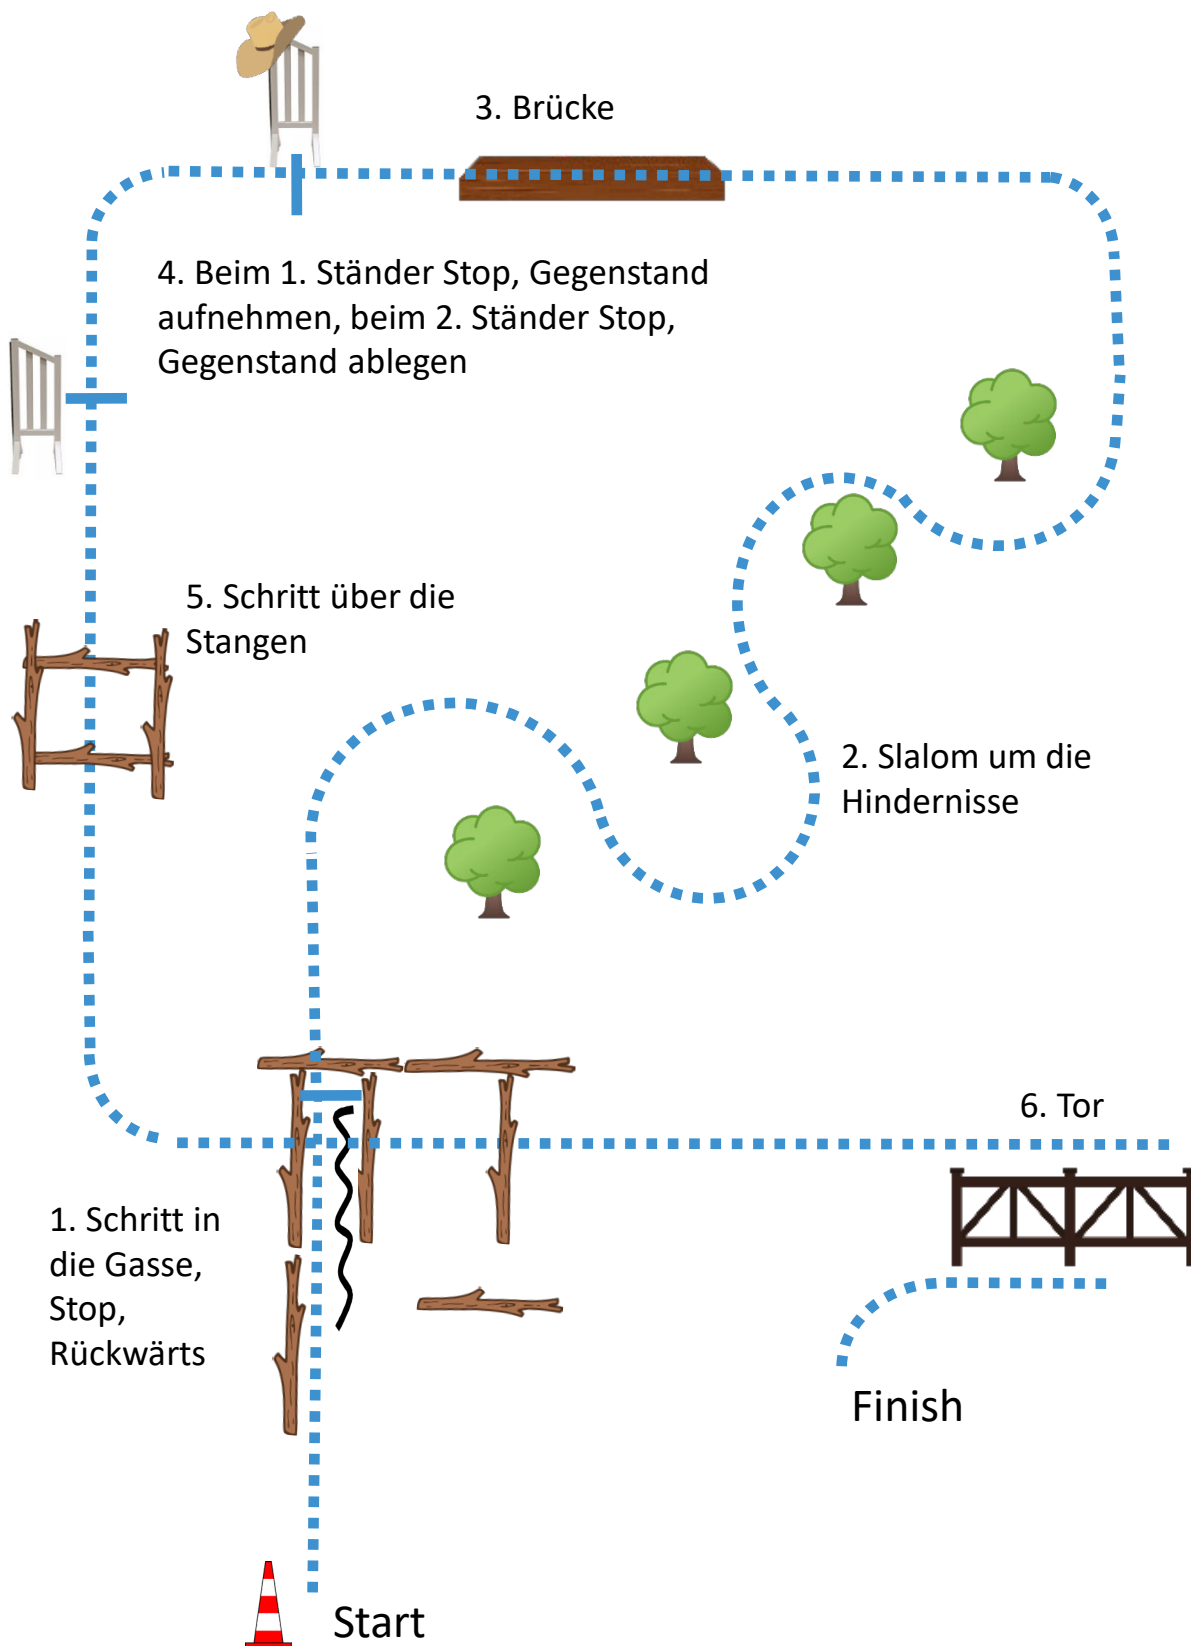 3. Brücke
4. Beim 1. Ständer Stop, Gegenstand
aufnehmen, beim 2. Ständer Stop,
Gegenstand ablegen
5. Schritt über die
Stangen
2. Slalom um die
Hindernisse
6. Tor
1. Schritt in
die Gasse,
Stop,
Rückwärts
Finish
Start